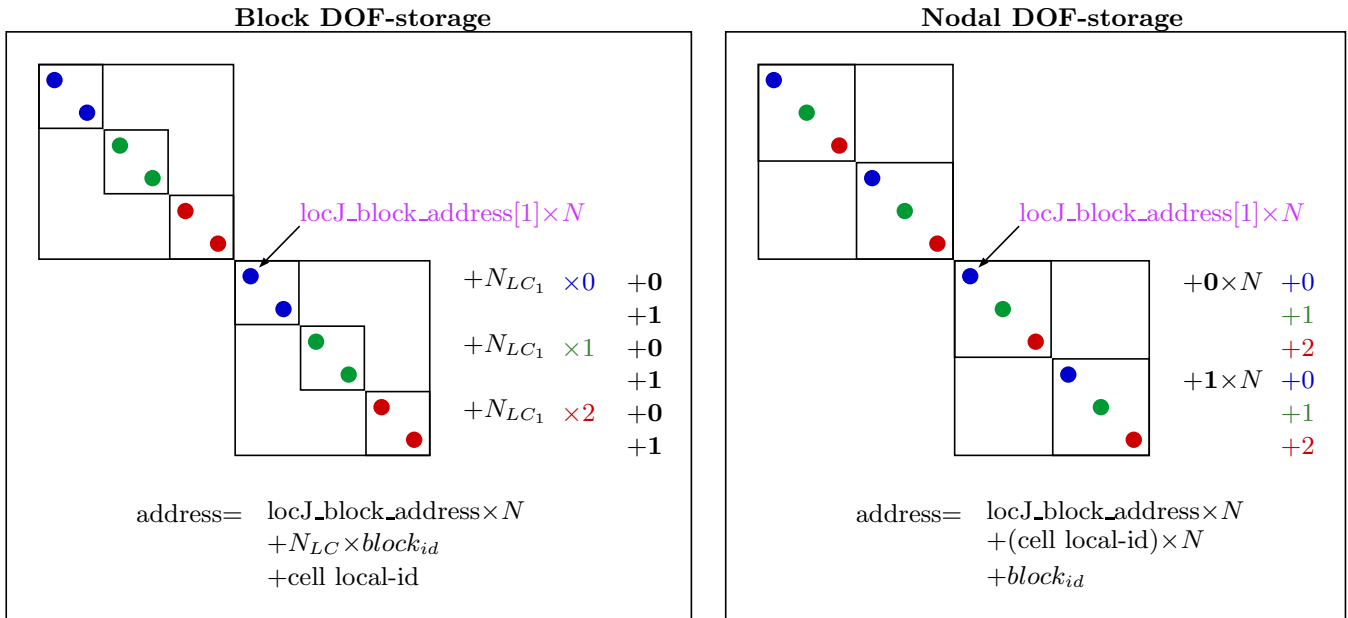 Block DOF-storage
locJ_block_address[1]×N
+N_{LC_1} ×0 +0
+1
+N_{LC_1} ×1 +0
+1
+N_{LC_1} ×2 +0
+1
address= locJ_block_address×N
+N_{LC}×block_{id}
+cell local-id
Nodal DOF-storage
locJ_block_address[1]×N
+0×N +0
+1
+2
+1×N +0
+1
+2
address= locJ_block_address×N
+(cell local-id)×N
+block_{id}